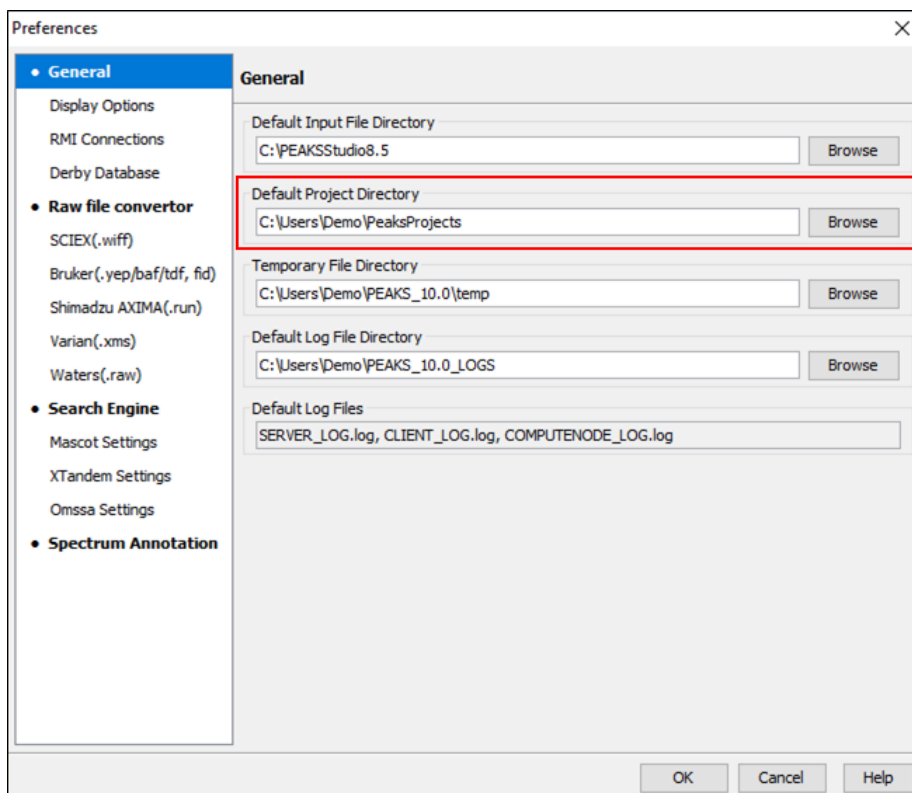 Preferences
General
Display Options
RMI Connections
Derby Database
Raw file convertor
SCIEX(.wiff)
Bruker(.yep/baf/tdf, fid)
Shimadzu AXIMA(.run)
Varian(.xms)
Waters(.raw)
Search Engine
Mascot Settings
XTandem Settings
Omssa Settings
Spectrum Annotation
General
Default Input File Directory
C:\PEAKSStudio8.5 Browse
Default Project Directory
C:\Users\Demo\PeaksProjects Browse
Temporary File Directory
C:\Users\Demo\PEAKS_10.0\temp Browse
Default Log File Directory
C:\Users\Demo\PEAKS_10.0_LOGS Browse
Default Log Files
SERVER_LOG.log, CLIENT_LOG.log, COMPUTENODE_LOG.log
OK Cancel Help